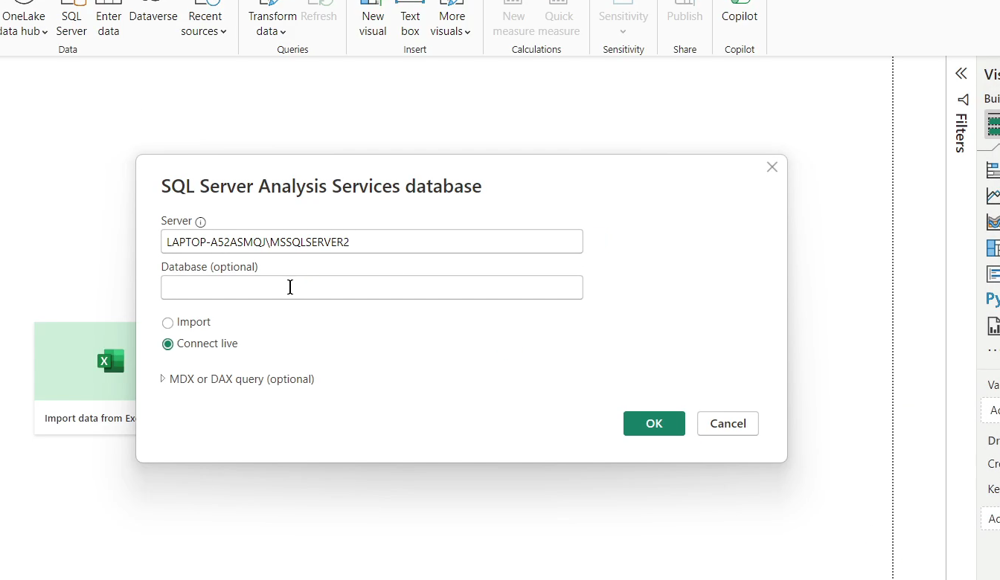 OneLake
data hub
SQL
Server
Enter
data
Dataverse
Recent
sources
Transform
data
Refresh
New
visual
Text
box
More
visuals
New
measure
Quick
measure
Sensitivity
Publish
Copilot
Data
Queries
Insert
Calculations
Sensitivity
Share
Copilot
Filters
Vis
Bui
SQL Server Analysis Services database
Server
LAPTOP-A52ASMQJ\MSSQLSERVER2
Database (optional)
Import
Connect live
MDX or DAX query (optional)
OK
Cancel
X
Import data from Exc
Py
Va
Ac
Dr
Cro
Ke
Ac